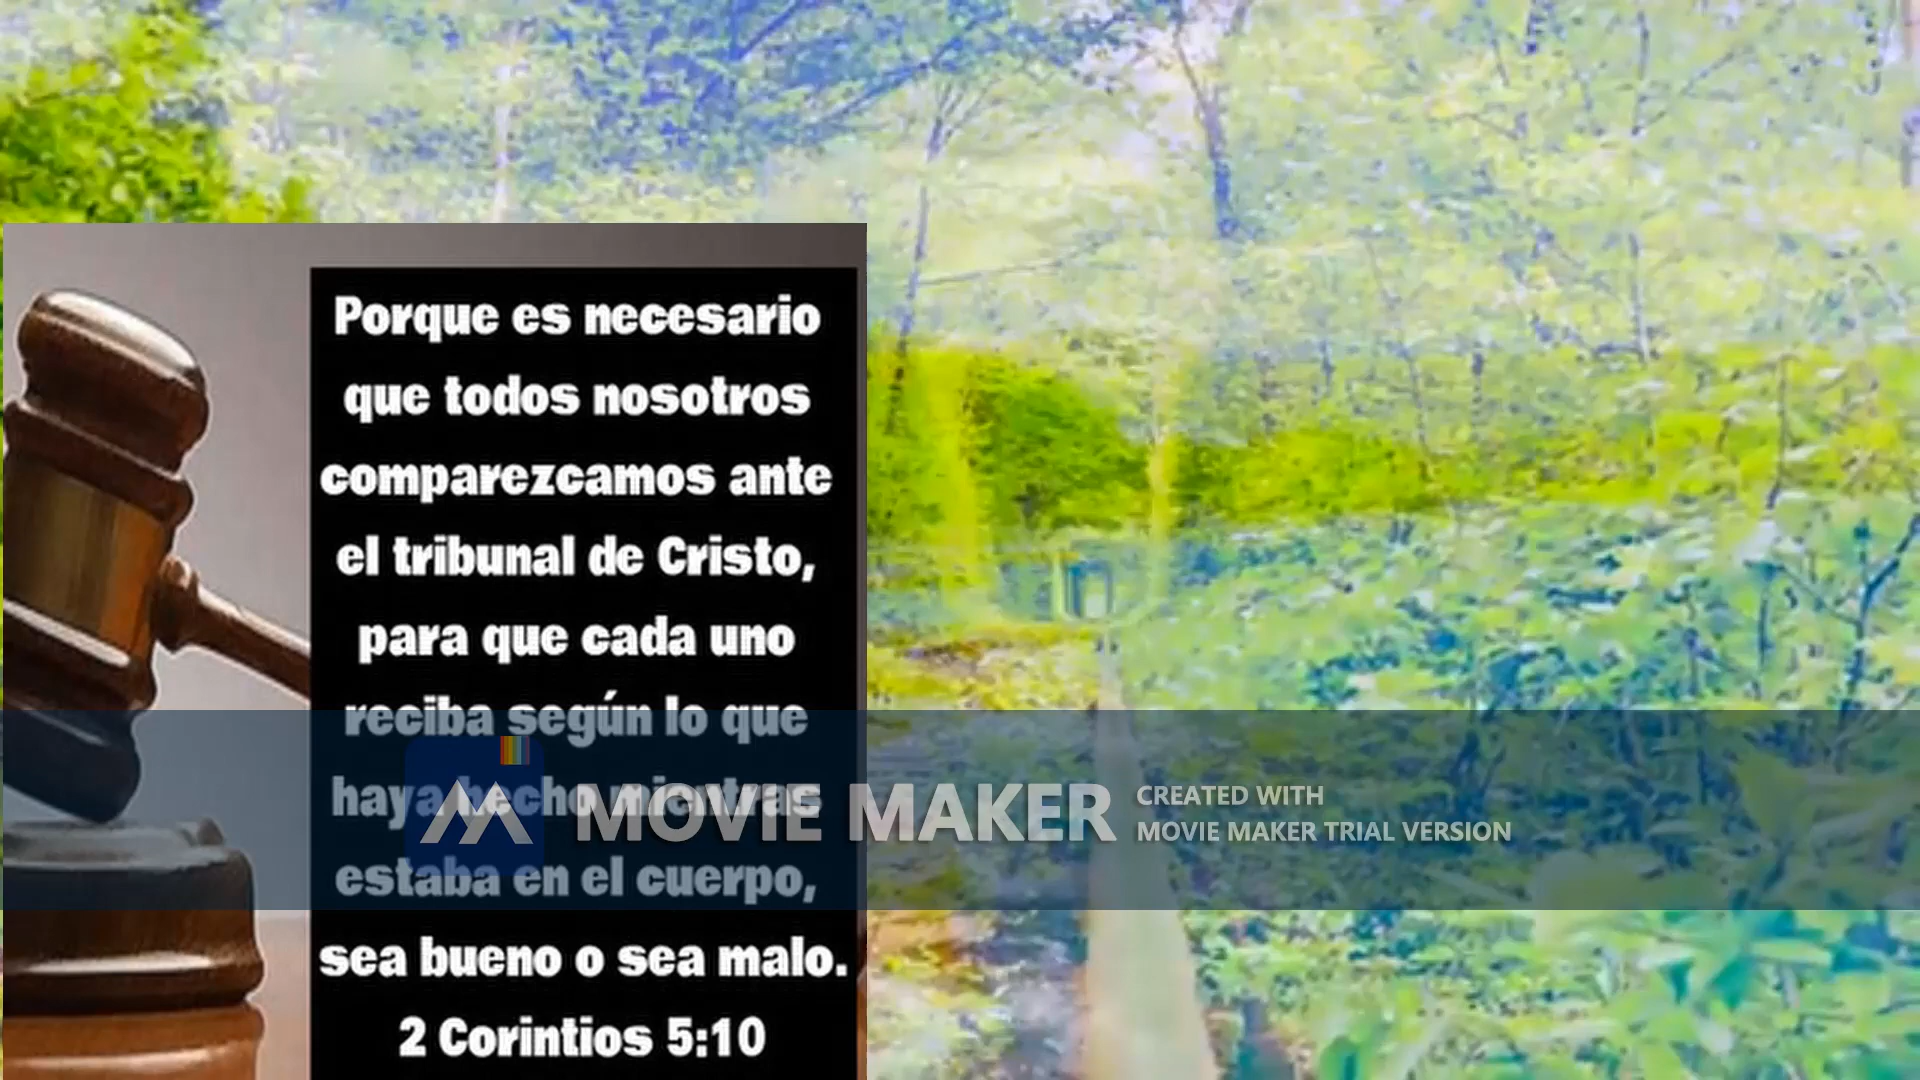 Porque es necesario
que todos nosotros
comparezcamos ante
el tribunal de Cristo,
para que cada uno
reciba según lo que
haya hecho mientras
estaba en el cuerpo,
sea bueno o sea malo.
2 Corintios 5:10
MOVIE MAKER
CREATED WITH
MOVIE MAKER TRIAL VERSION